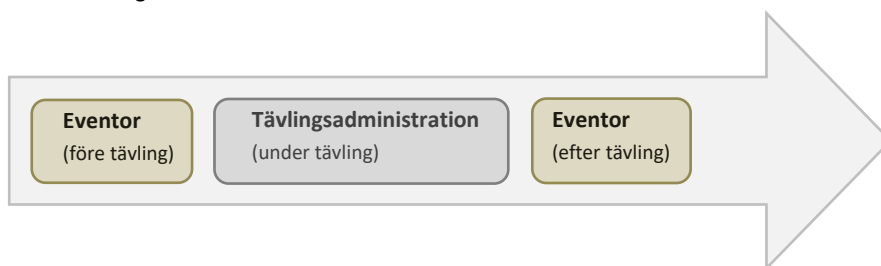 Eventor
(före tävling)
Tävlingsadministration
(under tävling)
Eventor
(efter tävling)